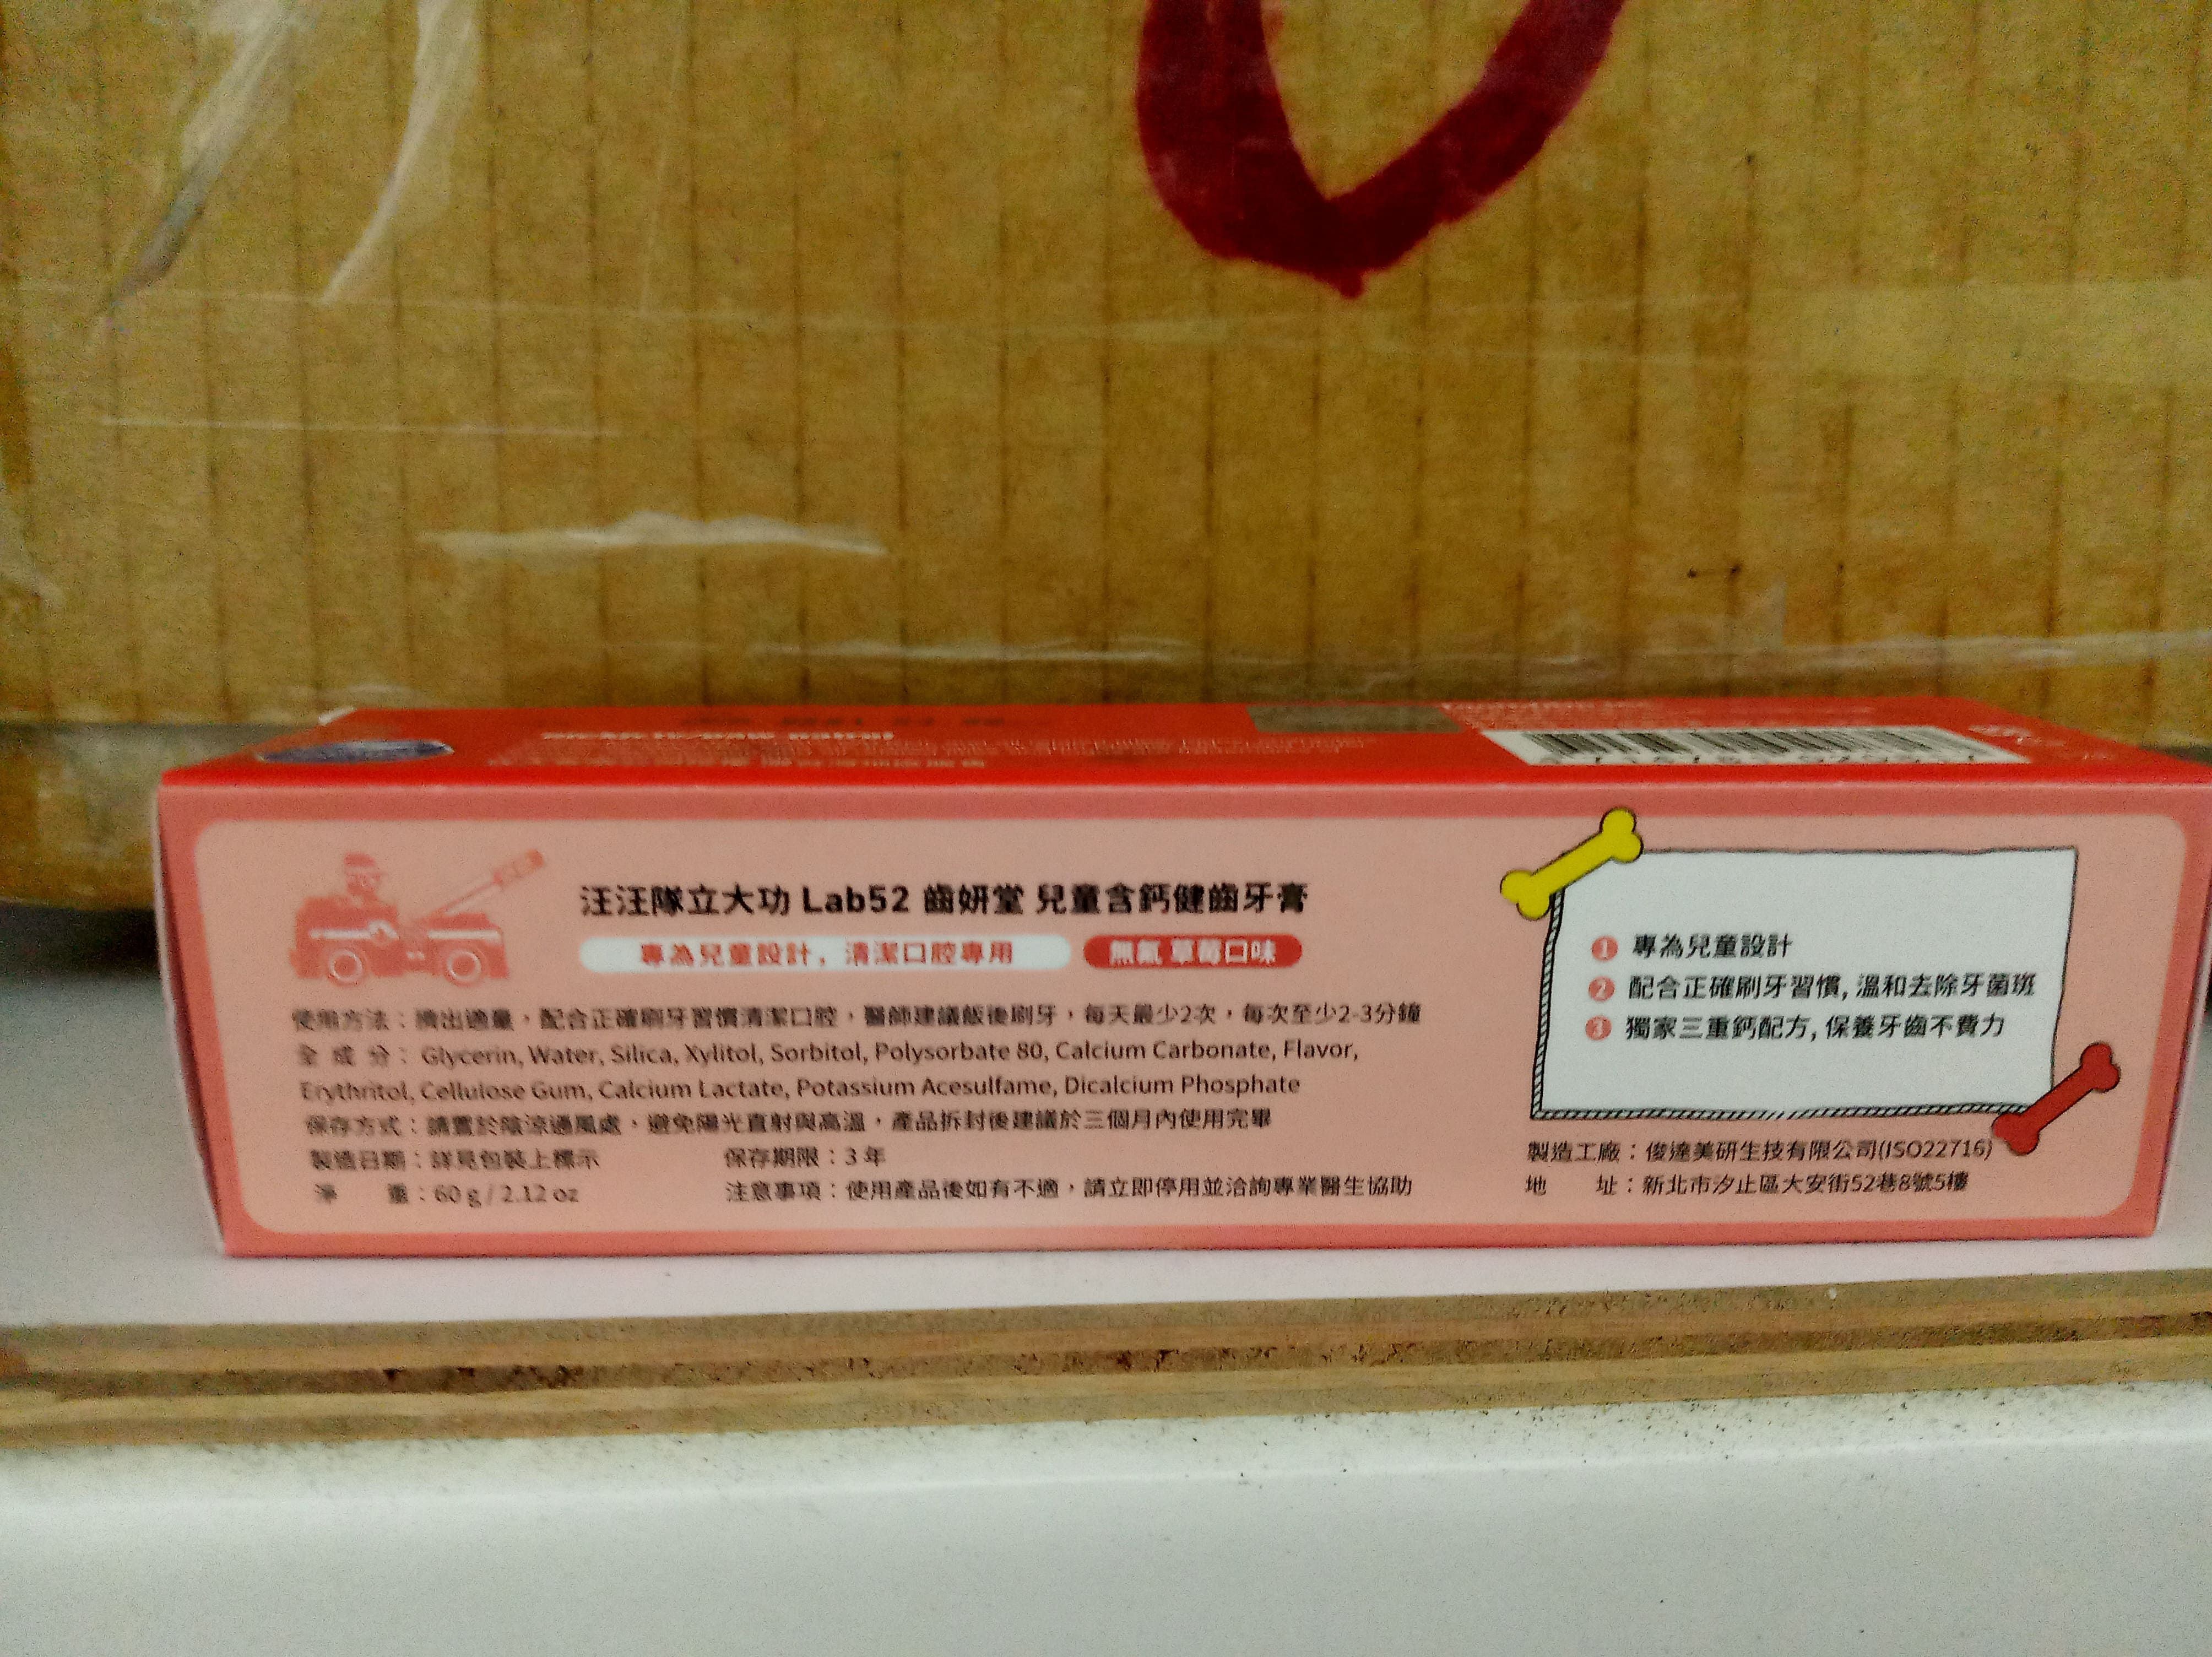 汪汪隊立大功 Lab52 齒妍堂 兒童含鈣健齒牙膏
專為兒童設計，清潔口腔專用
無氟 草莓口味
使用方法：擠出適量，配合正確刷牙習慣清潔口腔，醫師建議飯後刷牙，每天最少2次，每次至少2-3分鐘
全成分：Glycerin, Water, Silica, Xylitol, Sorbitol, Polysorbate 80, Calcium Carbonate, Flavor,
Erythritol, Cellulose Gum, Calcium Lactate, Potassium Acesulfame, Dicalcium Phosphate
保存方式：請置於陰涼通風處，避免陽光直射與高溫，產品拆封後建議於三個月內使用完畢
製造日期：詳見包裝上標示
保存期限：3年
淨重：60 g / 2.12 oz
注意事項：使用產品後如有不適，請立即停用並洽詢專業醫生協助
1 專為兒童設計
2 配合正確刷牙習慣, 溫和去除牙菌斑
3 獨家三重鈣配方, 保養牙齒不費力
製造工廠：俊達美研生技有限公司(ISO22716)
地址：新北市汐止區大安街52巷8號5樓